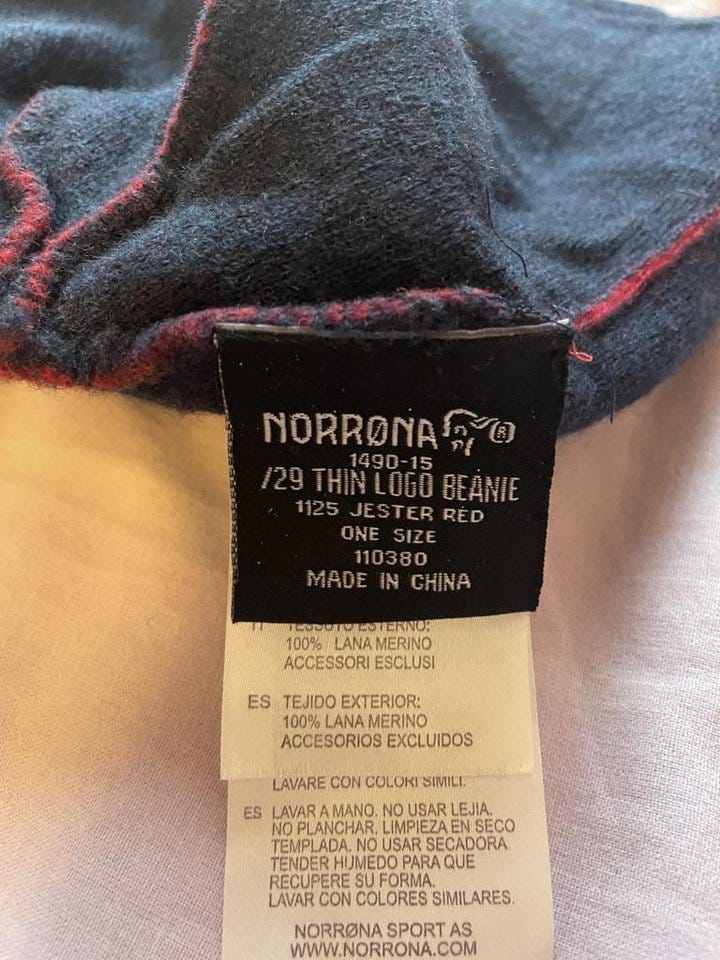 NORRØNA ®
1490-15
/29 THIN LOGO BEANIE
1125 JESTER RED
ONE SIZE
110380
MADE IN CHINA
IT TESSUTO ESTERNO:
100% LANA MERINO
ACCESSORI ESCLUSI
ES TEJIDO EXTERIOR:
100% LANA MERINO
ACCESORIOS EXCLUIDOS
LAVARE CON COLORI SIMILI.
ES LAVAR A MANO. NO USAR LEJIA.
NO PLANCHAR. LIMPIEZA EN SECO
TEMPLADA. NO USAR SECADORA
TENDER HUMEDO PARA QUE
RECUPERE SU FORMA.
LAVAR CON COLORES SIMILARES.
NORRØNA SPORT AS
WWW.NORRONA.COM